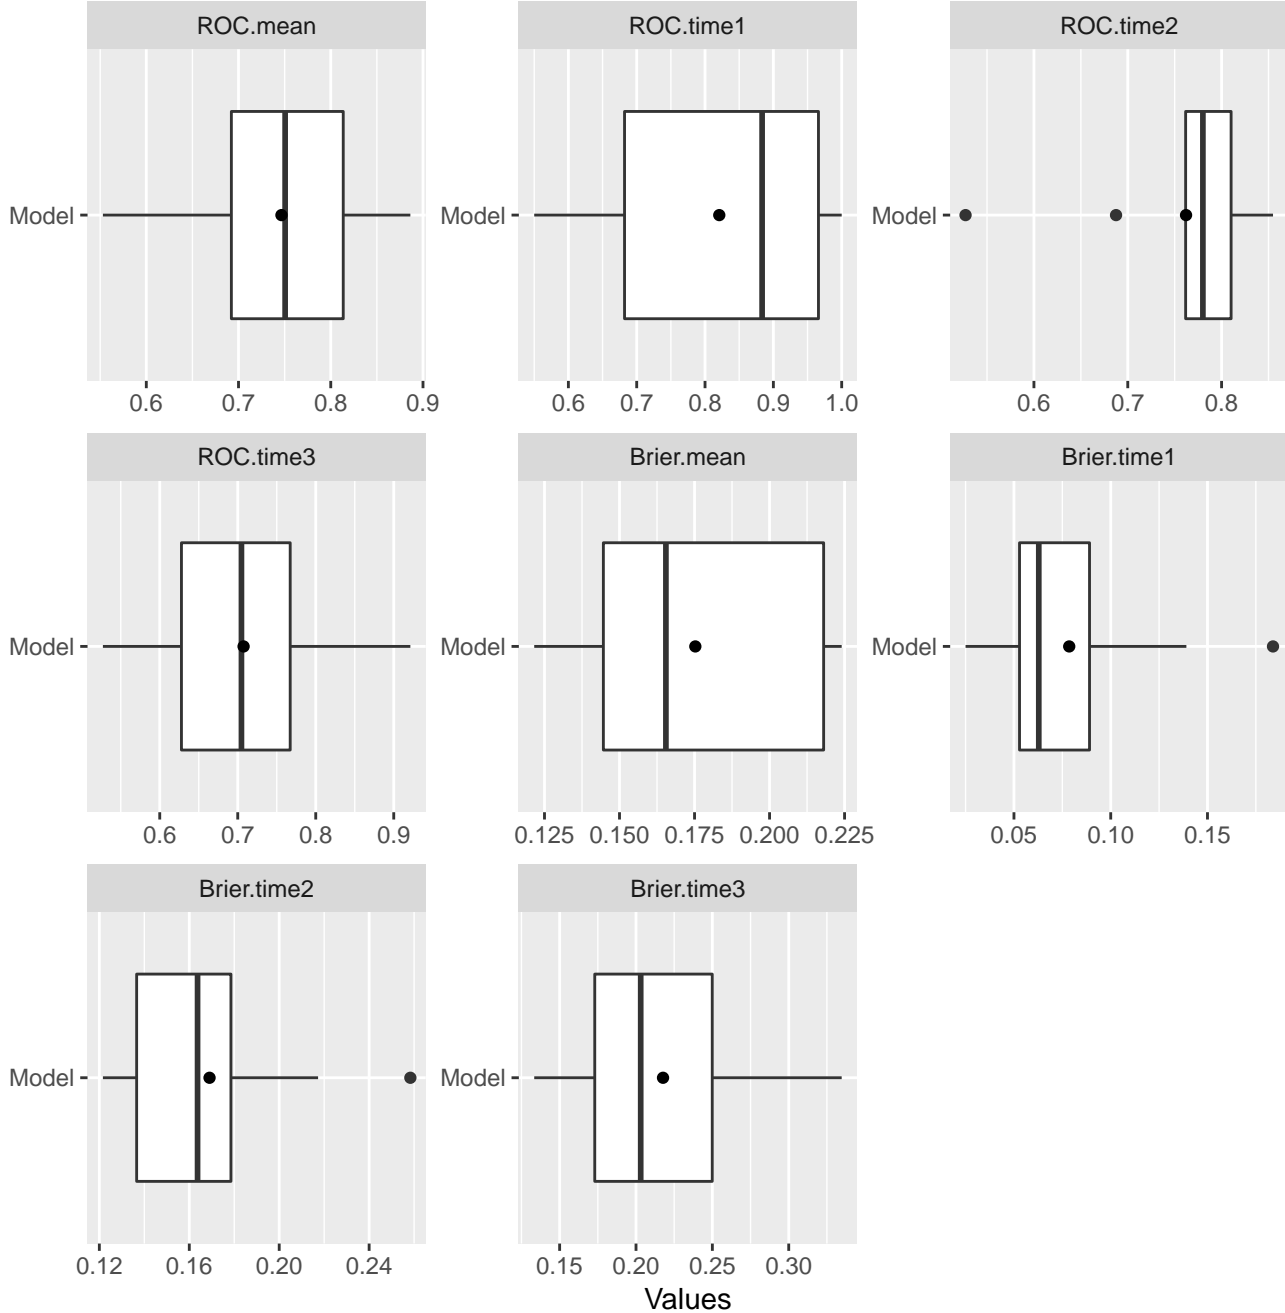 ROC.mean ROC.time1 ROC.time2
Model Model Model
0.6 0.7 0.8 0.9 0.6 0.7 0.8 0.9 1.0 0.6 0.7 0.8
ROC.time3 Brier.mean Brier.time1
Model Model Model
0.6 0.7 0.8 0.9 0.125 0.150 0.175 0.200 0.225 0.05 0.10 0.15
Brier.time2 Brier.time3
Model Model
0.12 0.16 0.20 0.24 0.15 0.20 0.25 0.30
Values